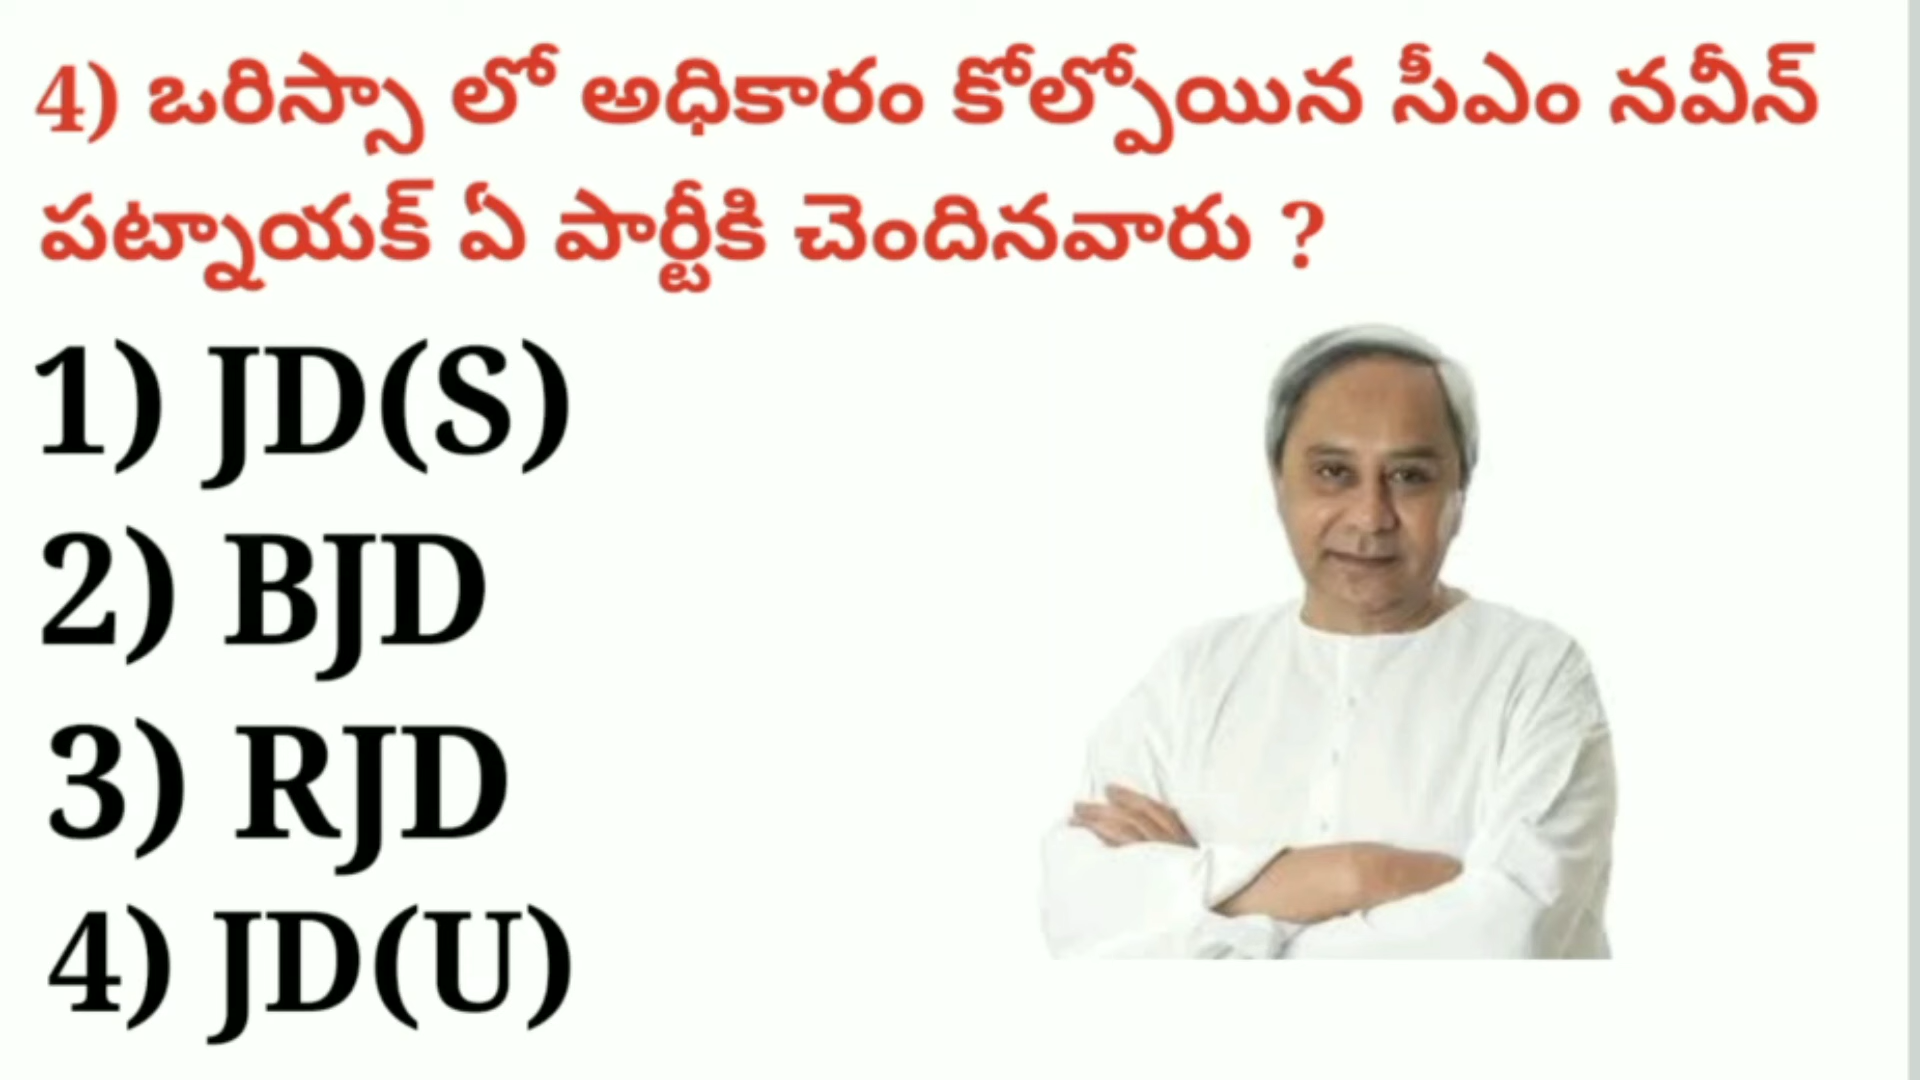 4) ఒరిస్సా లో అధికారం కోల్పోయిన సీఎం నవీన్
పట్నాయక్ ఏ పార్టీకి చెందినవారు ?
1) JD(S)
2) BJD
3) RJD
4) JD(U)